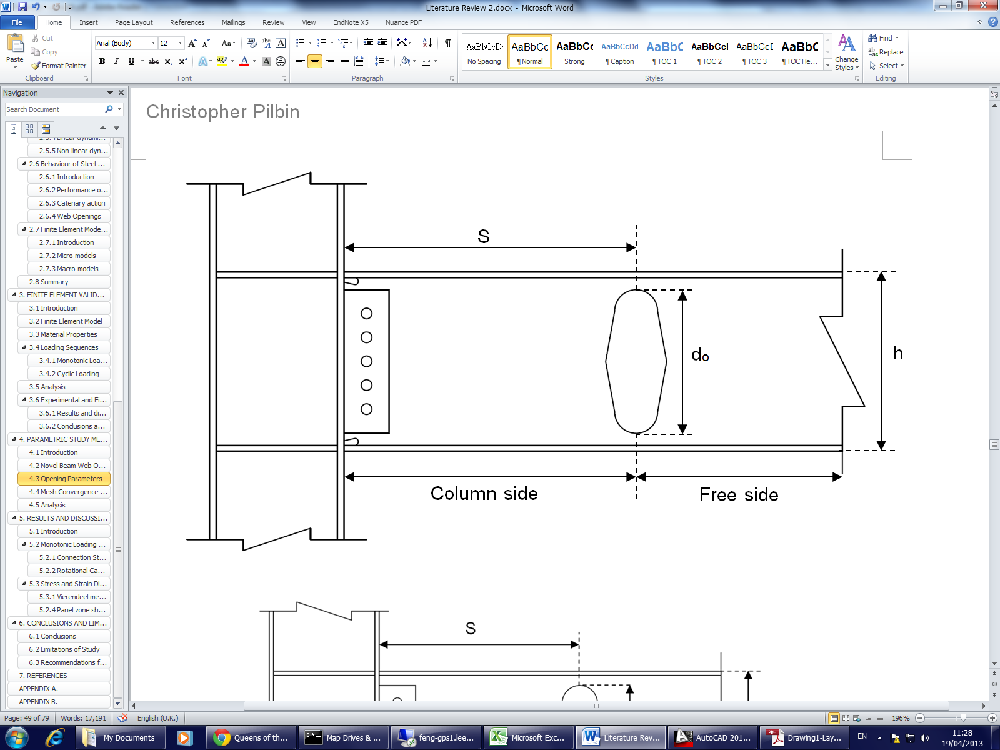 Literature Review 2.docx - Microsoft Word
File Home Insert Page Layout References Mailings Review View EndNote X5 Nuance PDF
Paste
Cut
Copy
Format Painter
Clipboard
Arial (Body) 12
Font
Paragraph
AaBbCcDc AaBbCc AaBbCc AaBbCcDd AaBbC AaBbCcI AaBbCcD AaBbC
No Spacing ¶ Normal Strong ¶ Caption ¶ TOC 1 ¶ TOC 2 ¶ TOC 3 ¶ TOC He...
Change
Styles
Styles
Find
Replace
Select
Editing
Navigation
Search Document
2.5.4 Linear dynami...
2.5.5 Non-linear dyn...
2.6 Behaviour of Steel ...
2.6.1 Introduction
2.6.2 Performance o...
2.6.3 Catenary action
2.6.4 Web Openings
2.7 Finite Element Mode...
2.7.1 Introduction
2.7.2 Micro-models
2.7.3 Macro-models
2.8 Summary
3. FINITE ELEMENT VALID...
3.1 Introduction
3.2 Finite Element Model
3.3 Material Properties
3.4 Loading Sequences
3.4.1 Monotonic Loa...
3.4.2 Cyclic Loading
3.5 Analysis
3.6 Experimental and Fi...
3.6.1 Results and di...
3.6.2 Conclusions a...
4. PARAMETRIC STUDY ME...
4.1 Introduction
4.2 Novel Beam Web O...
4.3 Opening Parameters
4.4 Mesh Convergence ...
4.5 Analysis
5. RESULTS AND DISCUSSI...
5.1 Introduction
5.2 Monotonic Loading ...
5.2.1 Connection St...
5.2.2 Rotational Ca...
5.3 Stress and Strain Di...
5.3.1 Vierendeel me...
5.2.4 Panel zone sh...
6. CONCLUSIONS AND LIM...
6.1 Conclusions
6.2 Limitations of Study
6.3 Recommendations f...
7. REFERENCES
APPENDIX A.
APPENDIX B.
Christopher Pilbin
S
do
h
Column side
Free side
S
Page: 49 of 79 Words: 17,191 English (U.K.) 196%
My Documents Queens of th... Map Drives & ... feng-gps1.lee... Microsoft Exc... Literature Rev... AutoCAD 201... Drawing1-Lay... EN
11:28
19/04/2013